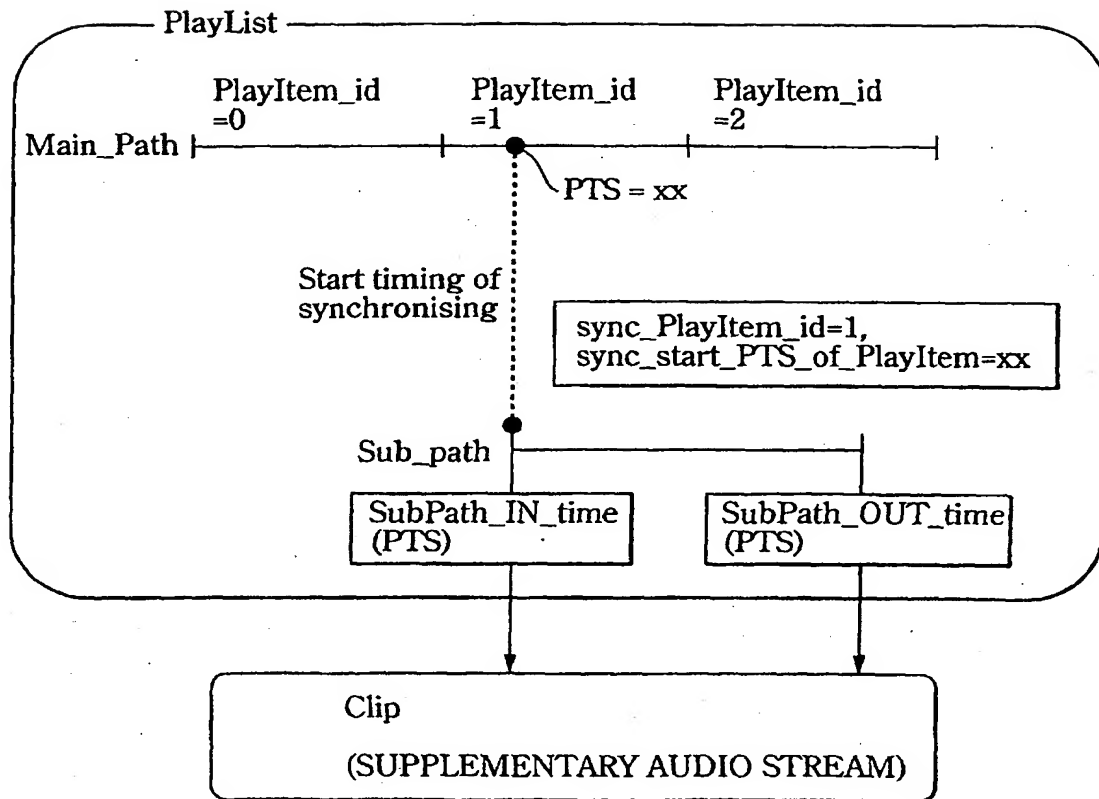 PlayList
PlayItem_id
=0
PlayItem_id
=1
PlayItem_id
=2
Main_Path
PTS = xx
Start timing of
synchronising
sync_PlayItem_id=1,
sync_start_PTS_of_PlayItem=xx
Sub_path
SubPath_IN_time
(PTS)
SubPath_OUT_time
(PTS)
Clip
(SUPPLEMENTARY AUDIO STREAM)